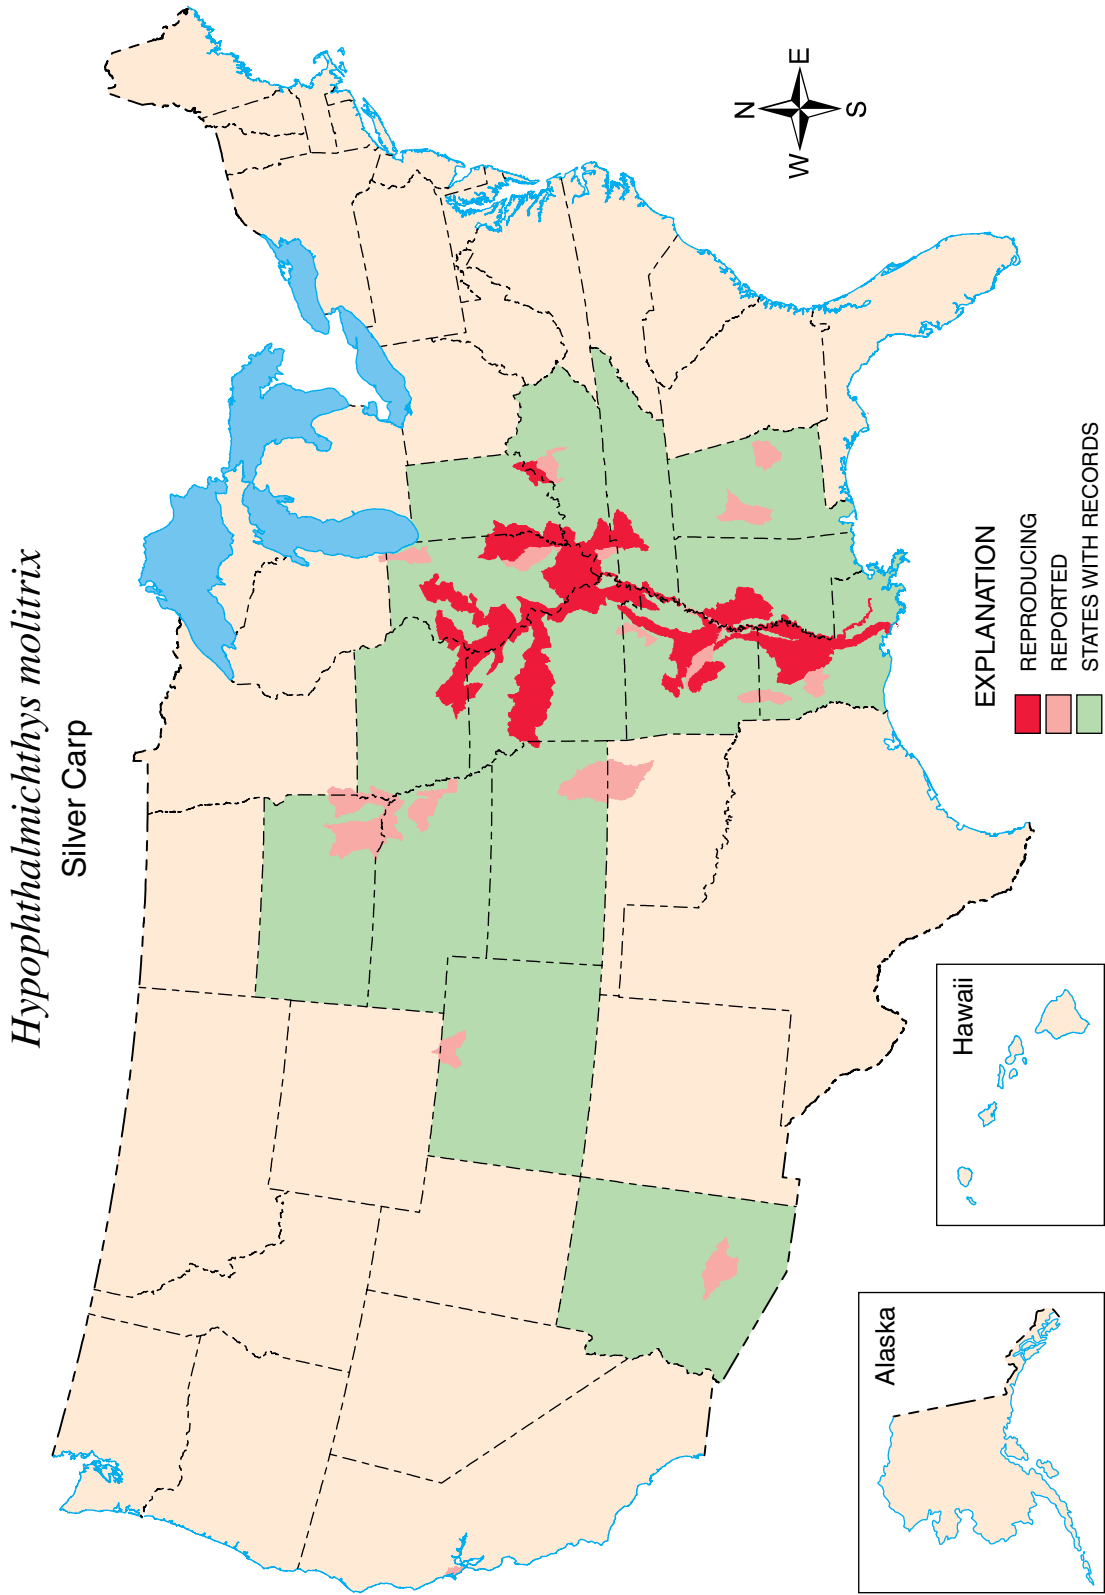 Hypophthalmichthys molitrix
Silver Carp
N
W
E
S
EXPLANATION
REPRODUCING
REPORTED
STATES WITH RECORDS
Alaska
Hawaii